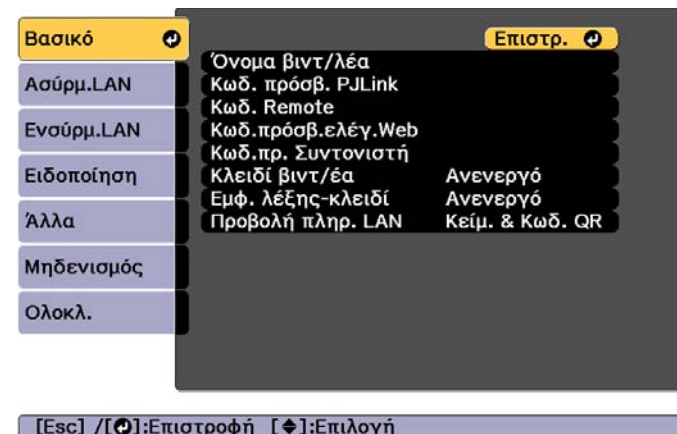 Βασικό
Ασύρμ.LAN
Ενσύρμ.LAN
Ειδοποίηση
Άλλα
Μηδενισμός
Ολοκλ.
Επιστρ.
Όνομα βιντ/λέα
Κωδ. πρόσβ. PJLink
Κωδ. Remote
Κωδ.πρόσβ.ελέγ.Web
Κωδ.πρ. Συντονιστή
Κλειδί βιντ/έα Ανενεργό
Εμφ. λέξης-κλειδί Ανενεργό
Προβολή πληρ. LAN Κείμ. & Κωδ. QR
[Esc] /[]:Επιστροφή []:Επιλογή